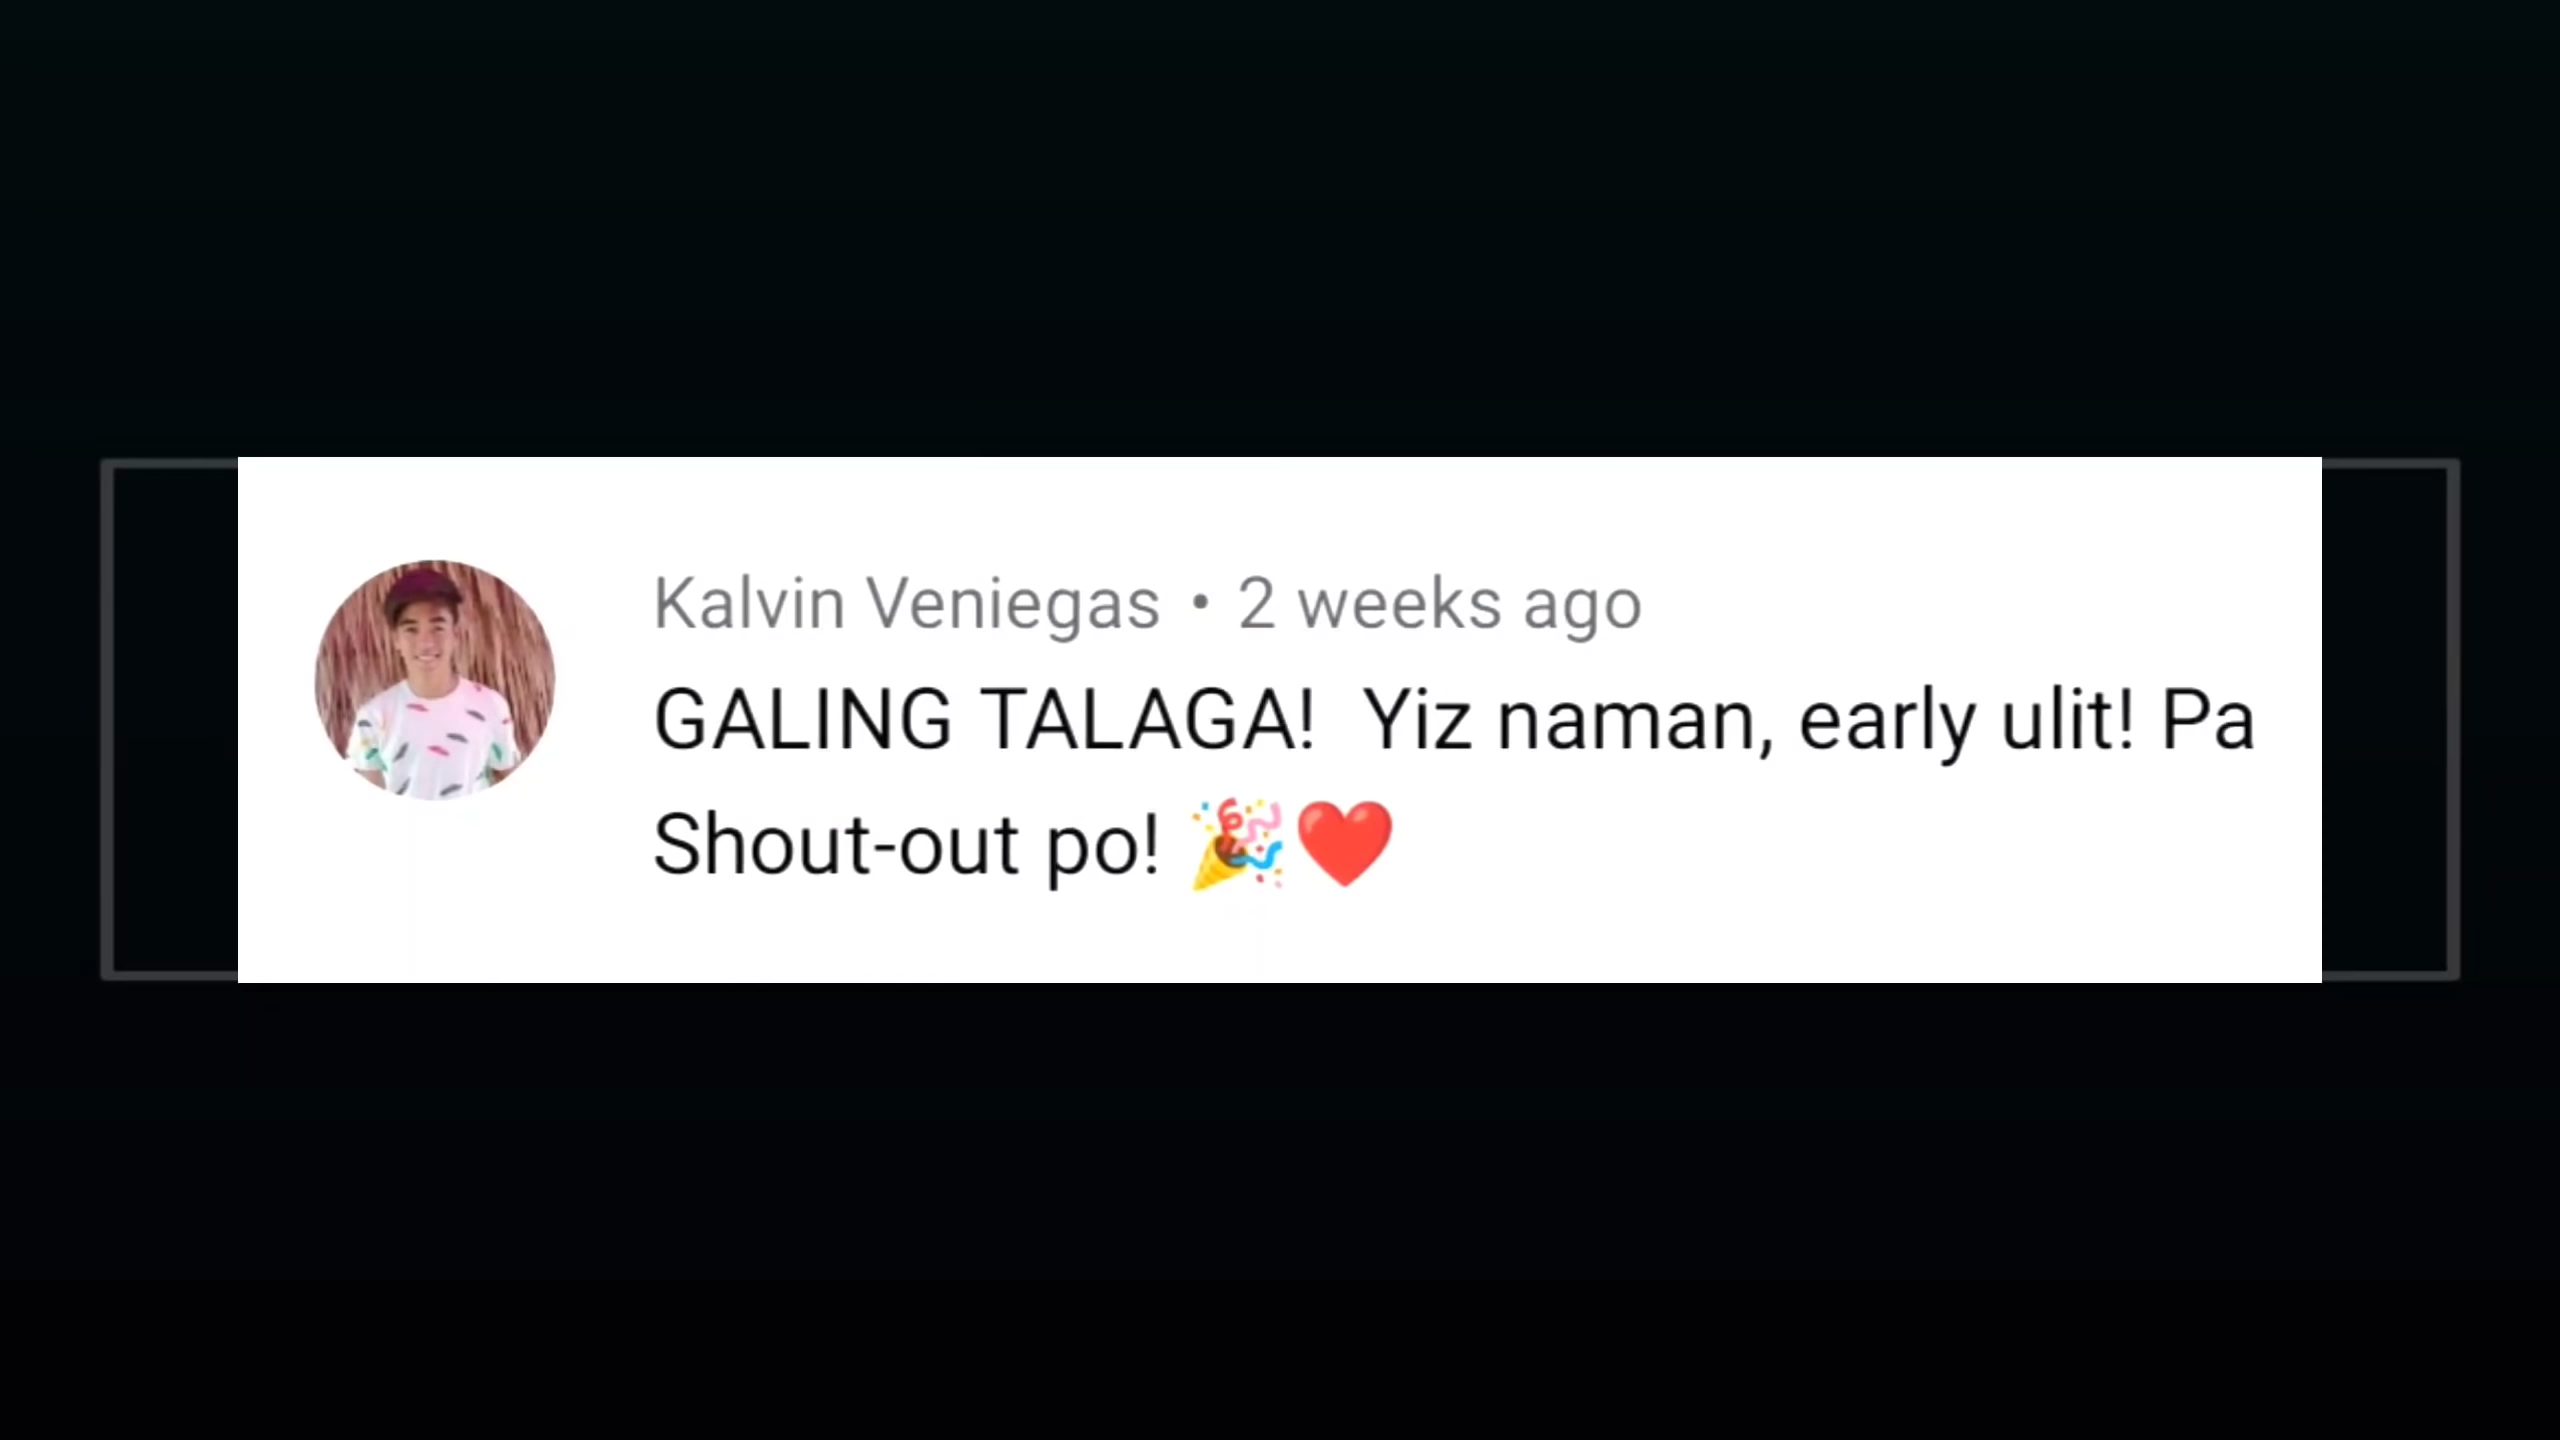 Kalvin Veniegas • 2 weeks ago
GALING TALAGA!  Yiz naman, early ulit! Pa
Shout-out po! 🎉❤️